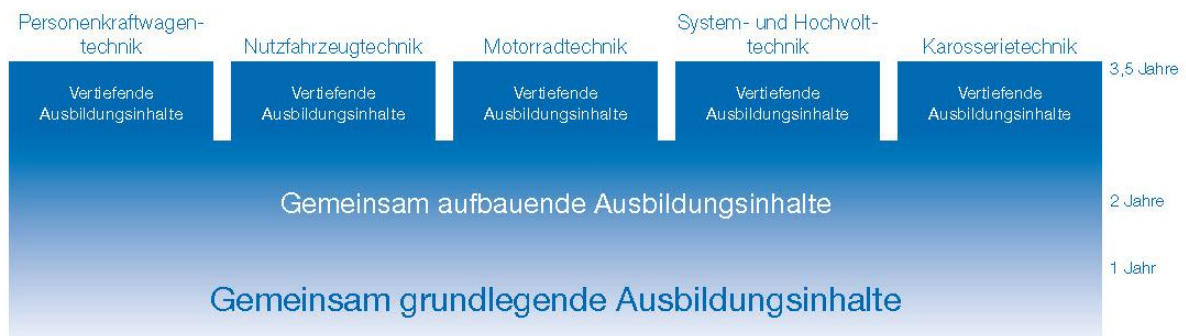 Personenkraftwagen-
technik
Nutzfahrzeugtechnik
Motorradtechnik
System- und Hochvolt-
technik
Karosserietechnik
3,5 Jahre
Vertiefende
Ausbildungsinhalte
Vertiefende
Ausbildungsinhalte
Vertiefende
Ausbildungsinhalte
Vertiefende
Ausbildungsinhalte
Vertiefende
Ausbildungsinhalte
Gemeinsam aufbauende Ausbildungsinhalte
2 Jahre
1 Jahr
Gemeinsam grundlegende Ausbildungsinhalte